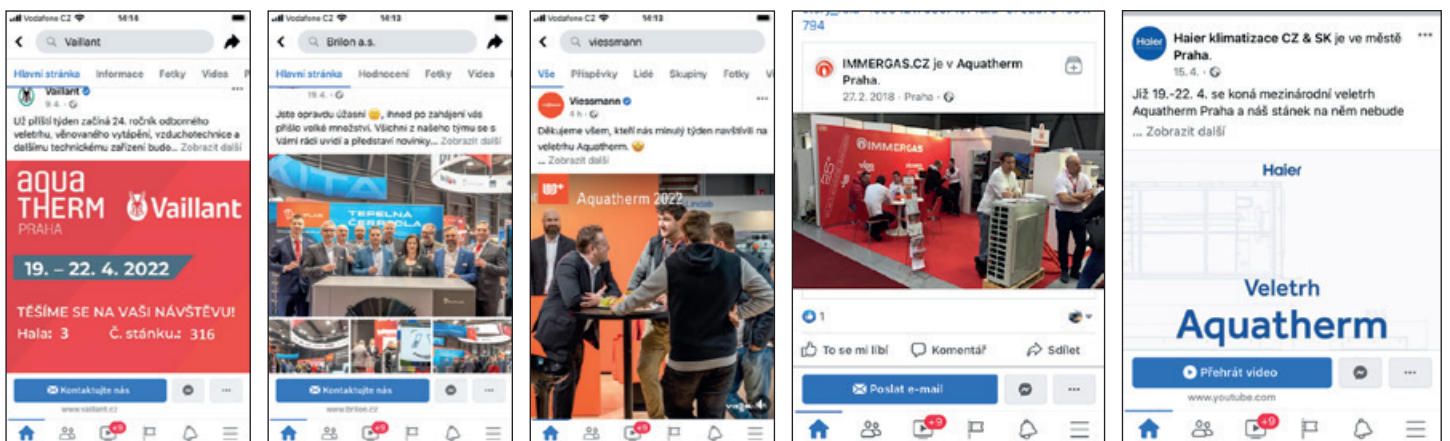 Vodafone CZ 14:14
Vaillant
Hlavní stránka Informace Fotky Videa
Vaillant
9. 4.
Už příští týden začíná 24. ročník odborného
veletrhu, věnovaného vytápění, vzduchotechnice a
dalšímu technickému zařízení budo... Zobrazit další
aqua
THERM
PRAHA
Vaillant
19. – 22. 4. 2022
TĚŠÍME SE NA VAŠI NÁVŠTĚVU!
Hala: 3 Č. stánku.: 316
Kontaktujte nás
www.vaillant.cz
+9
Vodafone CZ 14:13
Brilon a.s.
Hlavní stránka Hodnocení Fotky Videa
19. 4.
Jste opravdu úžasní, ihned po zahájení vás
přišlo velké množství. Všichni z našeho týmu se s
Vámi rádi uvidí a představí novinky... Zobrazit další
TEPELNÁ
ČERPADLA
Kontaktujte nás
www.brilon.cz
+9
Vodafone CZ 14:13
viessmann
Vše Příspěvky Lidé Skupiny Fotky
Viessmann
4 h
Děkujeme všem, kteří nás minulý týden navštívili na
veletrhu Aquatherm.
... Zobrazit další
Aquatherm 2022
Lindab
+9
794
IMMERGAS.CZ je v Aquatherm
Praha.
27. 2. 2018 · Praha
IMMERGAS
1
To se mi líbí Komentář Sdílet
Poslat e-mail
+9
Haier
Haier klimatizace CZ & SK je ve městě
Praha.
15. 4.
Již 19.-22. 4. se koná mezinárodní veletrh
Aquatherm Praha a náš stánek na něm nebude
... Zobrazit další
Haier
Veletrh
Aquatherm
Přehrát video
www.youtube.com
+9